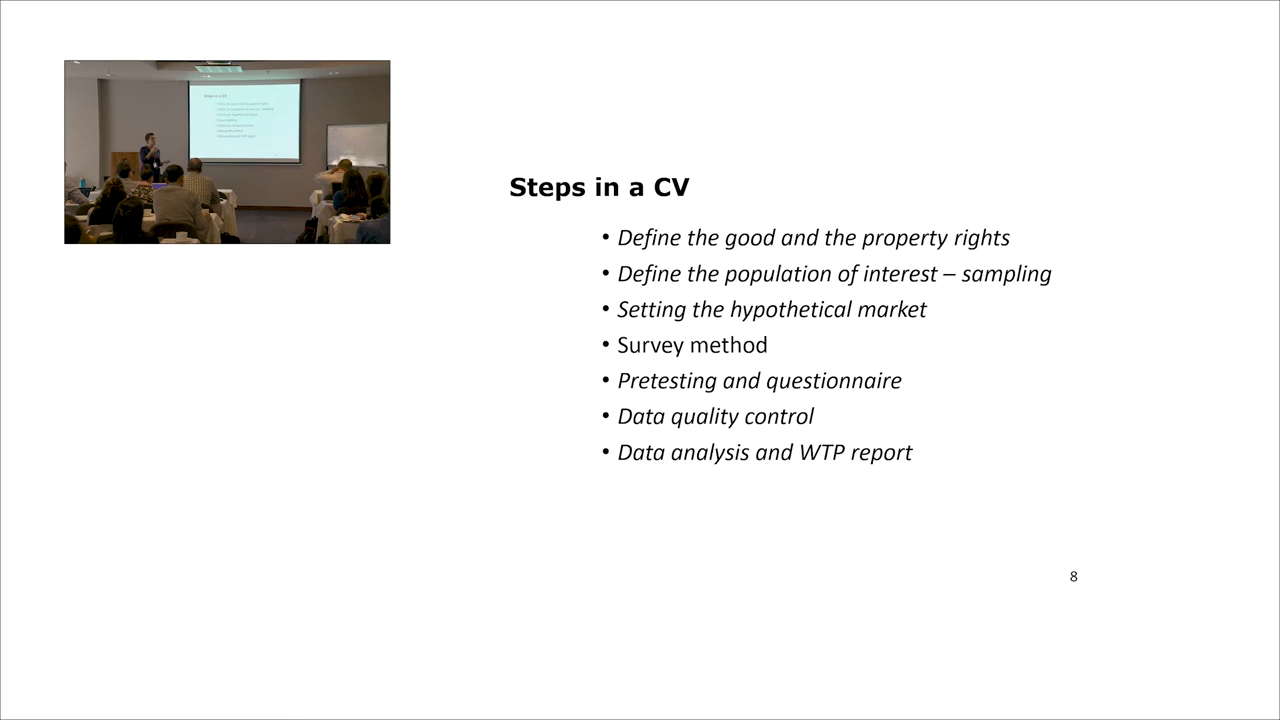 Steps in a CV
• Define the good and the property rights
• Define the population of interest – sampling
• Setting the hypothetical market
• Survey method
• Pretesting and questionnaire
• Data quality control
• Data analysis and WTP report
8